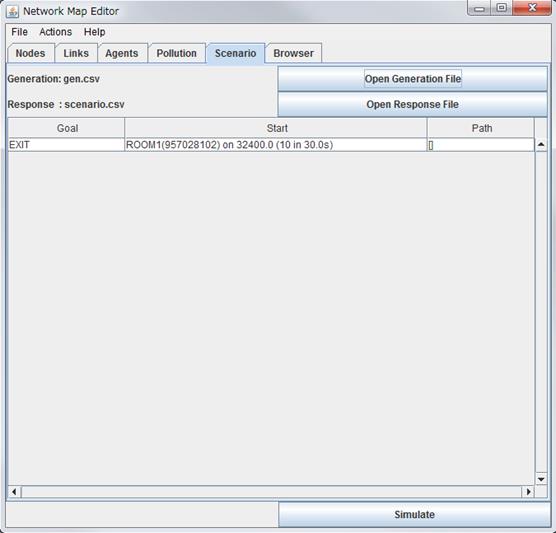 Network Map Editor
File Actions Help
Nodes Links Agents Pollution Scenario Browser
Generation: gen.csv Open Generation File
Response : scenario.csv Open Response File
Goal Start Path
EXIT ROOM1(957028102) on 32400.0 (10 in 30.0s) []
Simulate